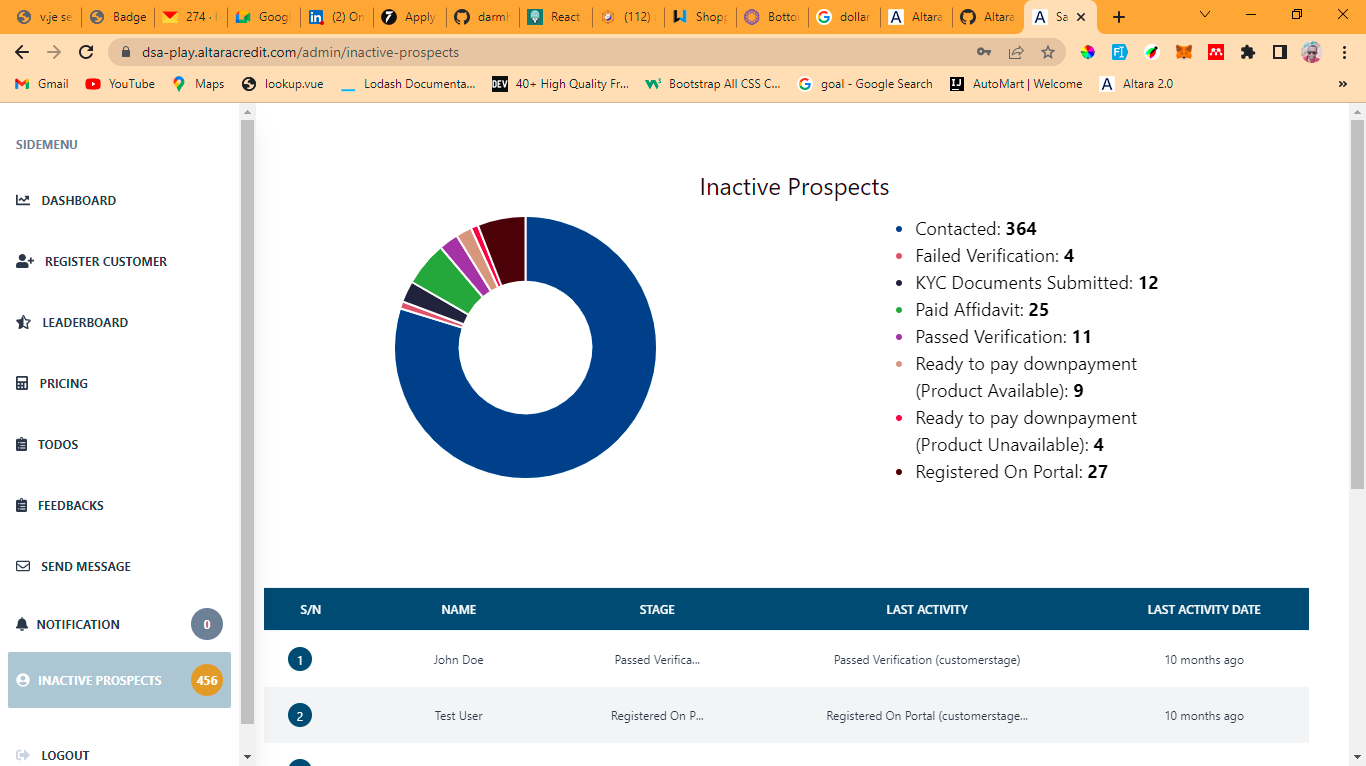 v.je se
Badge
274 ·
Googl
(2) On
Apply
darmh
React
(112)
Shopp
Bottor
dollar
Altara
Altara
Sa
dsa-play.altaracredit.com/admin/inactive-prospects
Gmail
YouTube
Maps
lookup.vue
Lodash Documenta...
DEV 40+ High Quality Fr...
Bootstrap All CSS C...
goal - Google Search
AutoMart | Welcome
Altara 2.0
»
SIDEMENU
DASHBOARD
REGISTER CUSTOMER
LEADERBOARD
PRICING
TODOS
FEEDBACKS
SEND MESSAGE
NOTIFICATION 0
INACTIVE PROSPECTS 456
LOGOUT
Inactive Prospects
Contacted: 364
Failed Verification: 4
KYC Documents Submitted: 12
Paid Affidavit: 25
Passed Verification: 11
Ready to pay downpayment
(Product Available): 9
Ready to pay downpayment
(Product Unavailable): 4
Registered On Portal: 27
S/N NAME STAGE LAST ACTIVITY LAST ACTIVITY DATE
1 John Doe Passed Verifica... Passed Verification (customerstage) 10 months ago
2 Test User Registered On P... Registered On Portal (customerstage... 10 months ago